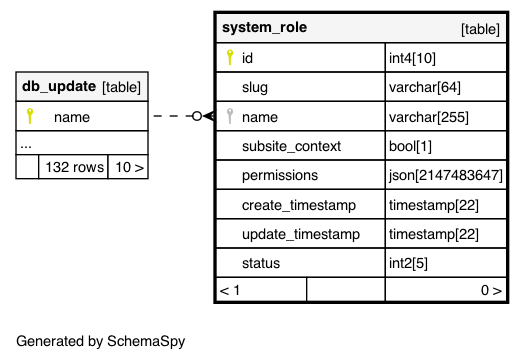 system_role [table]
id int4[10]
slug varchar[64]
name varchar[255]
subsite_context bool[1]
permissions json[2147483647]
create_timestamp timestamp[22]
update_timestamp timestamp[22]
status int2[5]
< 1 0 >
db_update [table]
name
...
132 rows 10 >
Generated by SchemaSpy